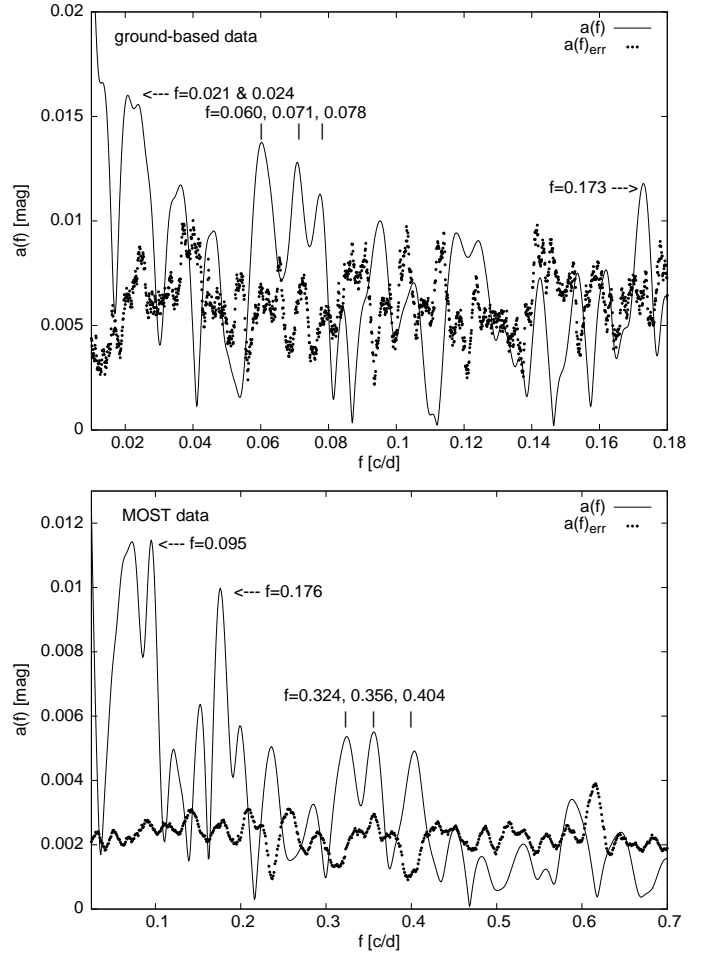 ground-based data
a(f)
a(f)err
<--- f=0.021 & 0.024
f=0.060, 0.071, 0.078
f=0.173 --->
a(f) [mag]
0.02
0.015
0.01
0.005
0
0.02 0.04 0.06 0.08 0.1 0.12 0.14 0.16 0.18
f [c/d]
MOST data
a(f)
a(f)err
<--- f=0.095
<--- f=0.176
f=0.324, 0.356, 0.404
a(f) [mag]
0.012
0.01
0.008
0.006
0.004
0.002
0
0.1 0.2 0.3 0.4 0.5 0.6 0.7
f [c/d]